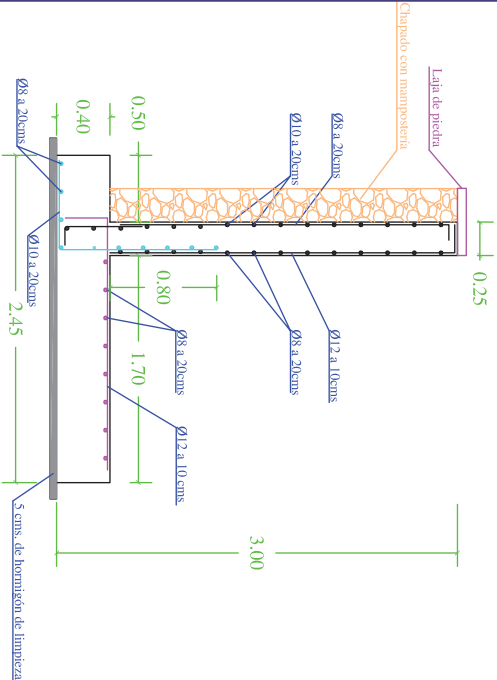 Chapado con mampostería
Laja de piedra
0.25
Ø8 a 20cms
Ø10 a 20cms
0.50
0.40
Ø8 a 20cms
Ø10 a 20cms
0.80
Ø8 a 20cms
Ø8 a 20cms
Ø12 a 10cms
1.70
2.45
Ø12 a 10 cms
3.00
5 cms. de hormigón de limpieza